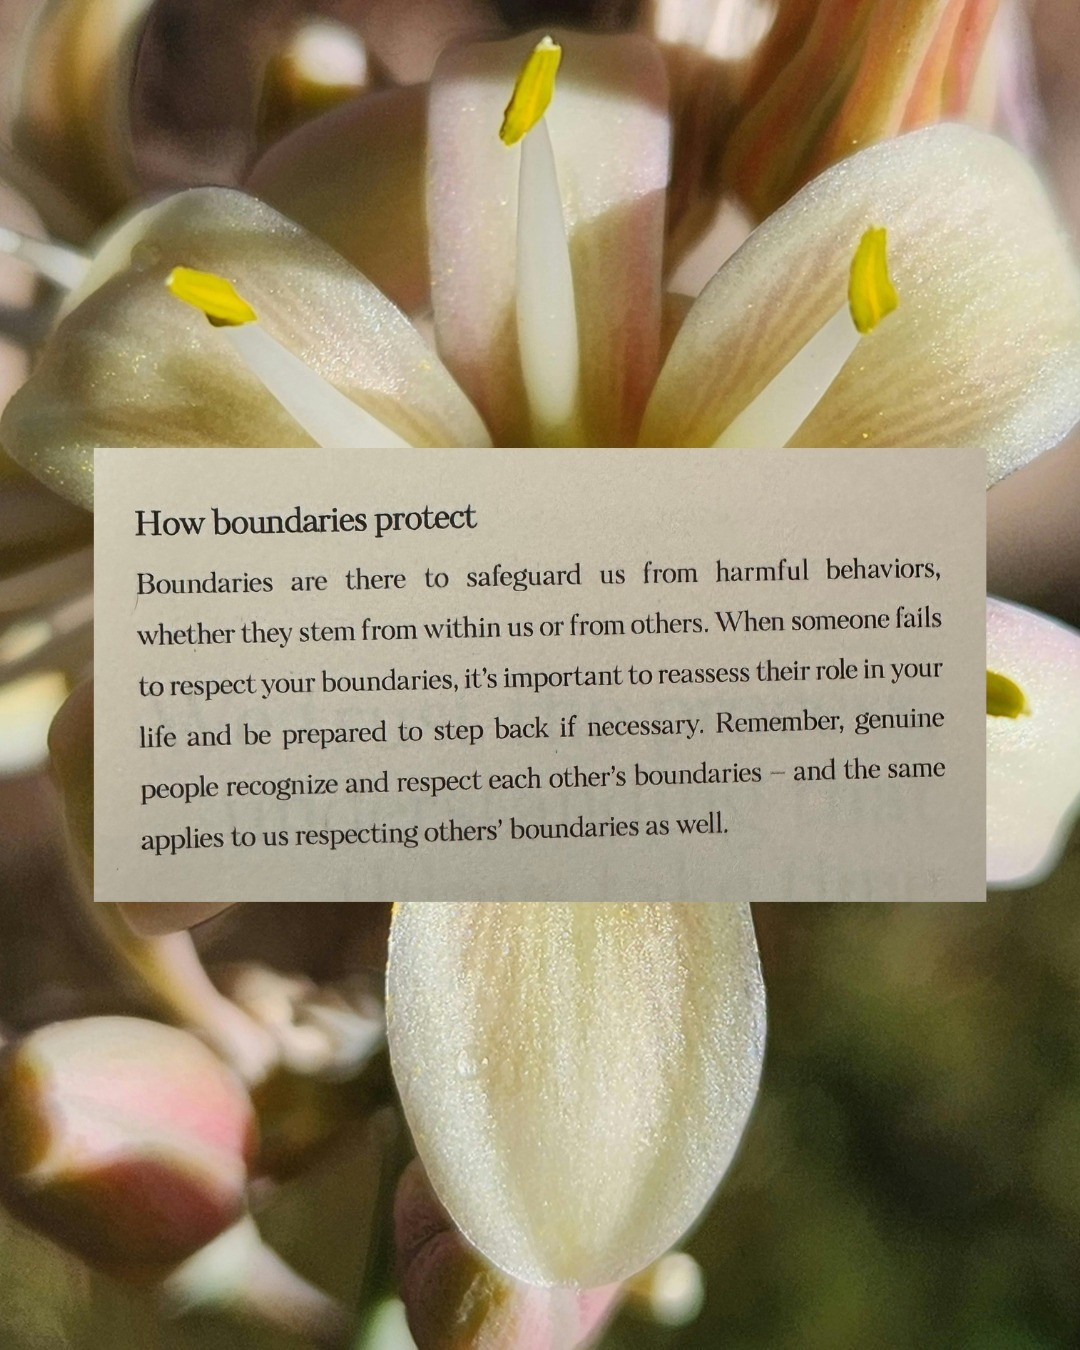 How boundaries protect
Boundaries are there to safeguard us from harmful behaviors,
whether they stem from within us or from others. When someone fails
to respect your boundaries, it's important to reassess their role in your
life and be prepared to step back if necessary. Remember, genuine
people recognize and respect each other's boundaries – and the same
applies to us respecting others' boundaries as well.